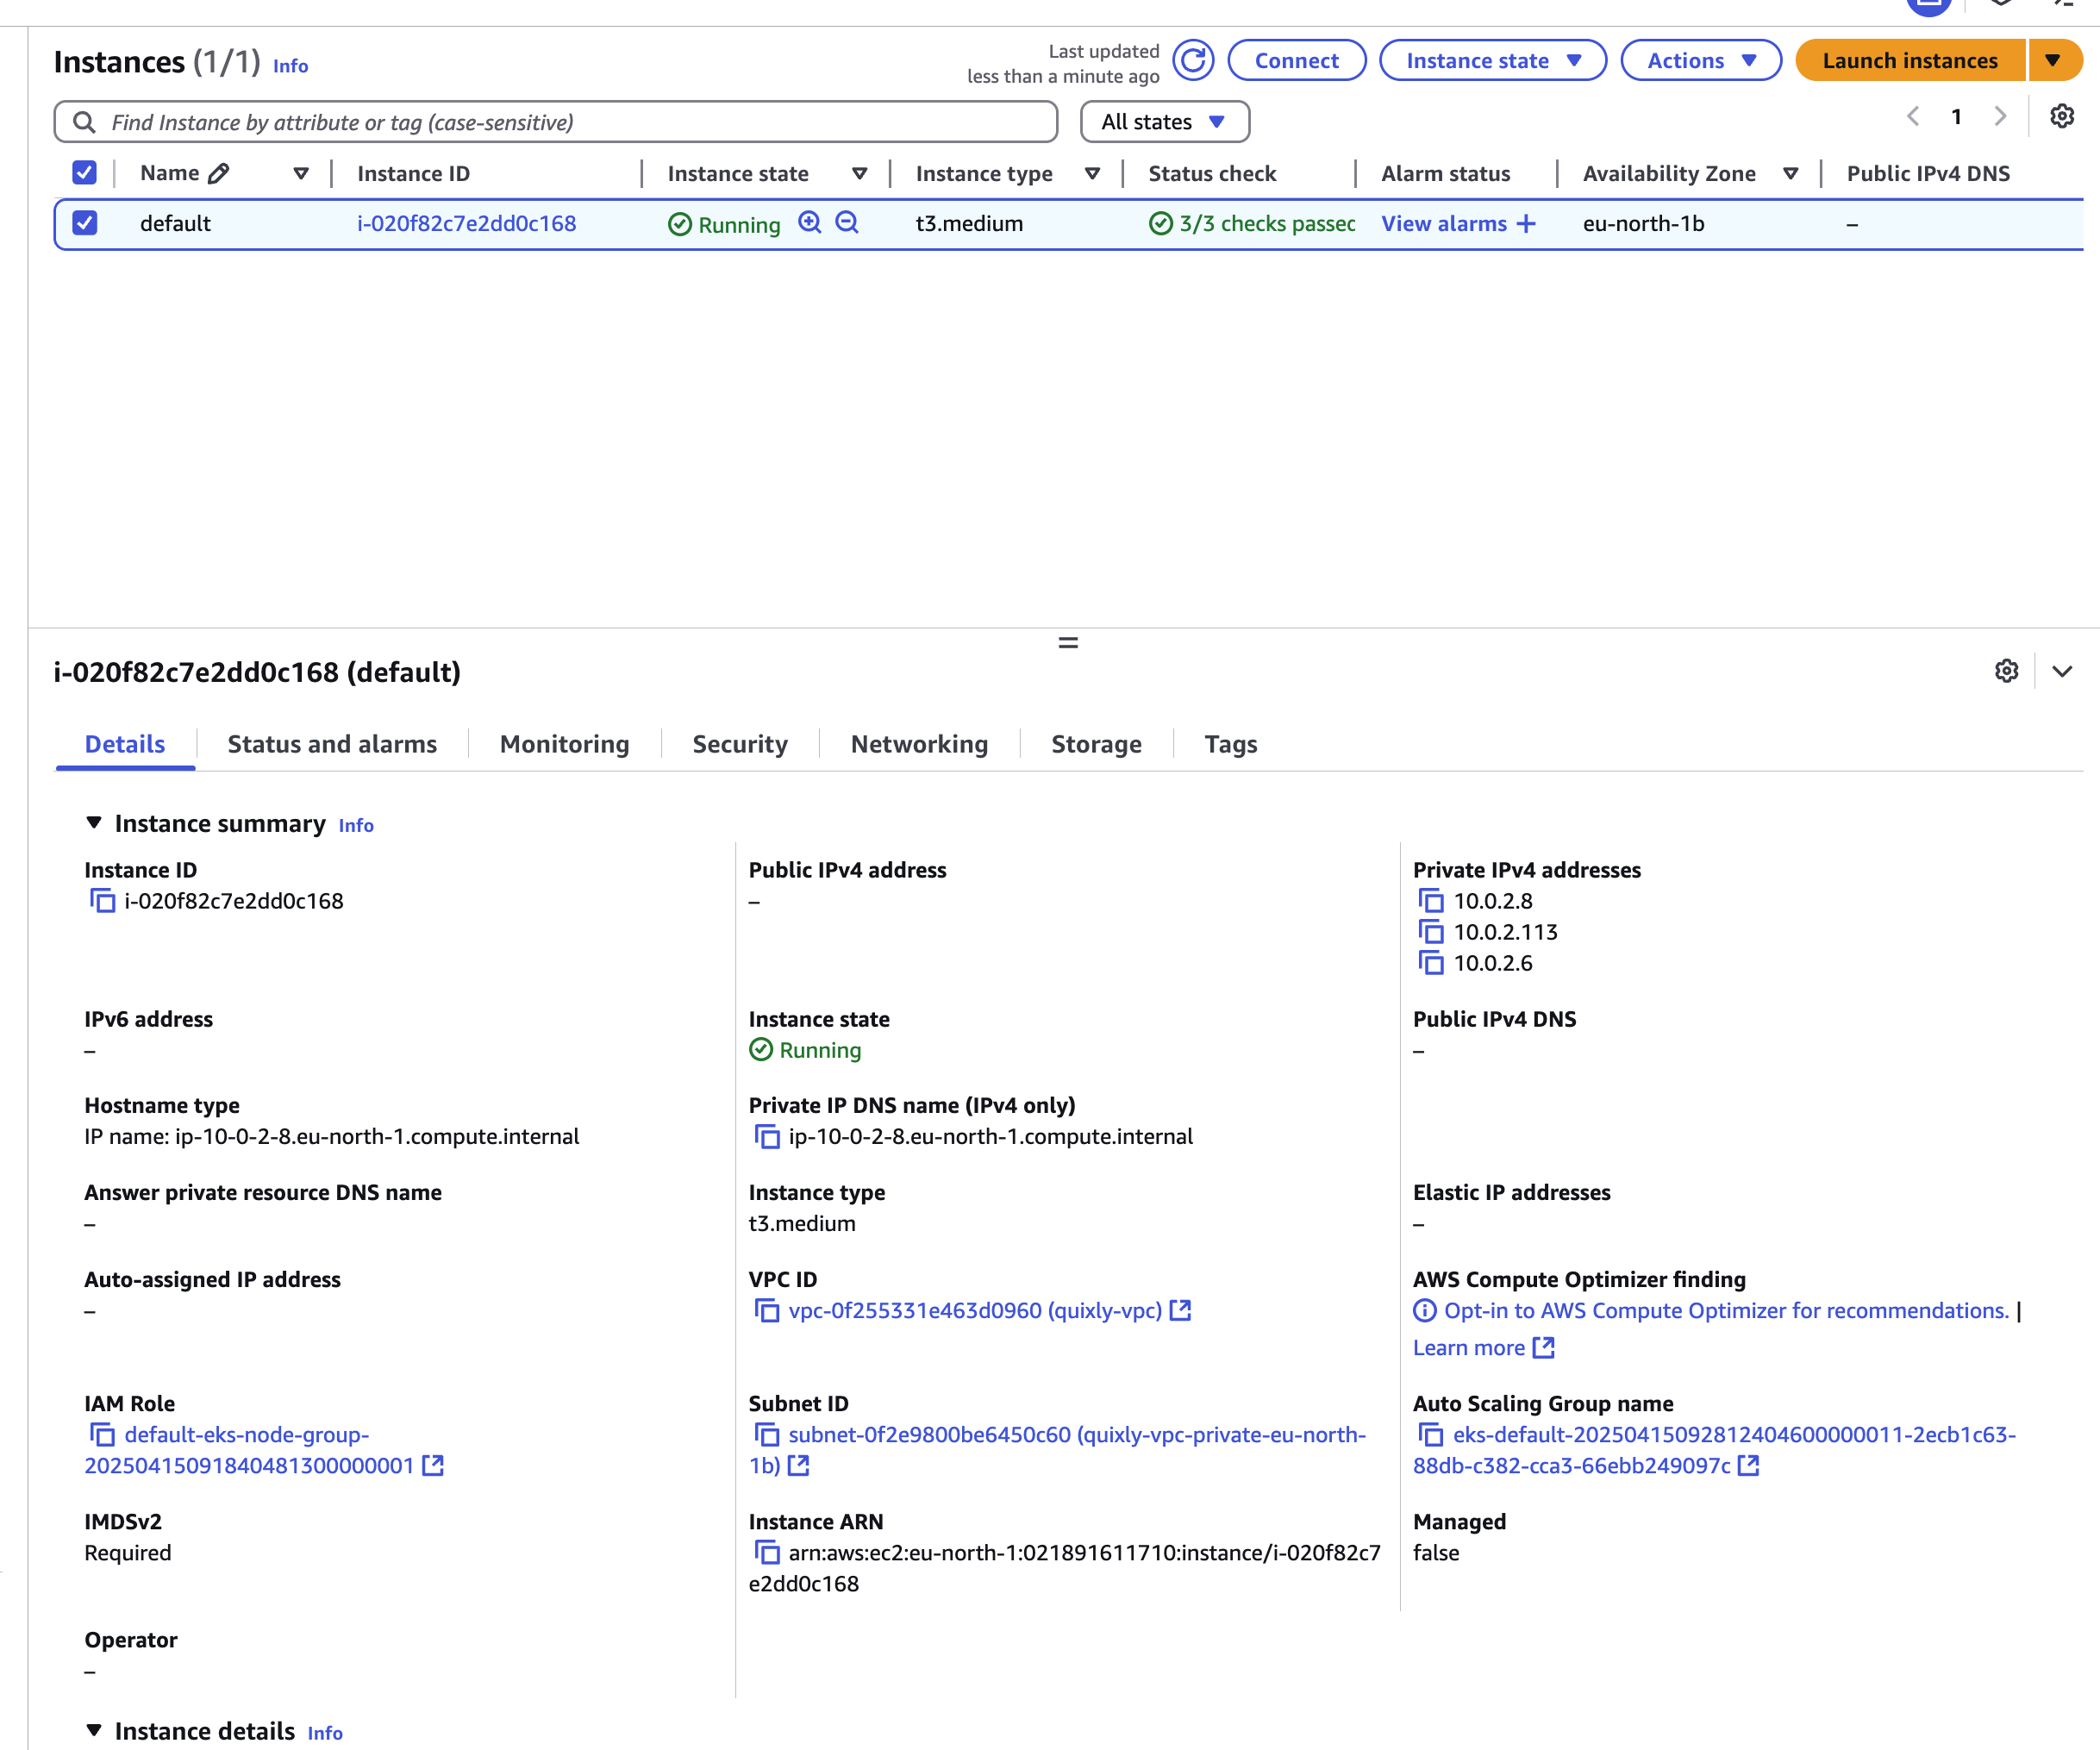 Instances (1/1) Info
Last updated
less than a minute ago
Connect
Instance state
Actions
Launch instances
Find Instance by attribute or tag (case-sensitive)
All states
1
Name
Instance ID
Instance state
Instance type
Status check
Alarm status
Availability Zone
Public IPv4 DNS
default
i-020f82c7e2dd0c168
Running
t3.medium
3/3 checks passec
View alarms +
eu-north-1b
–
i-020f82c7e2dd0c168 (default)
Details
Status and alarms
Monitoring
Security
Networking
Storage
Tags
Instance summary Info
Instance ID
i-020f82c7e2dd0c168
Public IPv4 address
–
Private IPv4 addresses
10.0.2.8
10.0.2.113
10.0.2.6
IPv6 address
–
Instance state
Running
Public IPv4 DNS
–
Hostname type
IP name: ip-10-0-2-8.eu-north-1.compute.internal
Private IP DNS name (IPv4 only)
ip-10-0-2-8.eu-north-1.compute.internal
Answer private resource DNS name
–
Instance type
t3.medium
Elastic IP addresses
–
Auto-assigned IP address
–
VPC ID
vpc-0f255331e463d0960 (quixly-vpc)
AWS Compute Optimizer finding
Opt-in to AWS Compute Optimizer for recommendations. |
Learn more
IAM Role
default-eks-node-group-
20250415091840481300000001
Subnet ID
subnet-0f2e9800be6450c60 (quixly-vpc-private-eu-north-
1b)
Auto Scaling Group name
eks-default-20250415092812404600000011-2ecb1c63-
88db-c382-cca3-66ebb249097c
IMDSv2
Required
Instance ARN
arn:aws:ec2:eu-north-1:021891611710:instance/i-020f82c7
e2dd0c168
Managed
false
Operator
–
Instance details Info